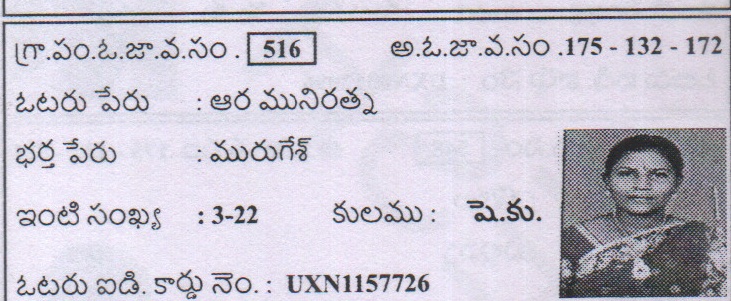 గ్రా.పం.ఓ.జా.వ.సం . 516 అ.ఓ.జా.వ.సం .175 - 132 - 172
ఓటరు పేరు : ఆర మునిరత్న
భర్త పేరు : మురుగేశ్
ఇంటి సంఖ్య : 3-22 కులము : షె.కు.
ఓటరు ఐడి. కార్డు నెం. : UXN1157726